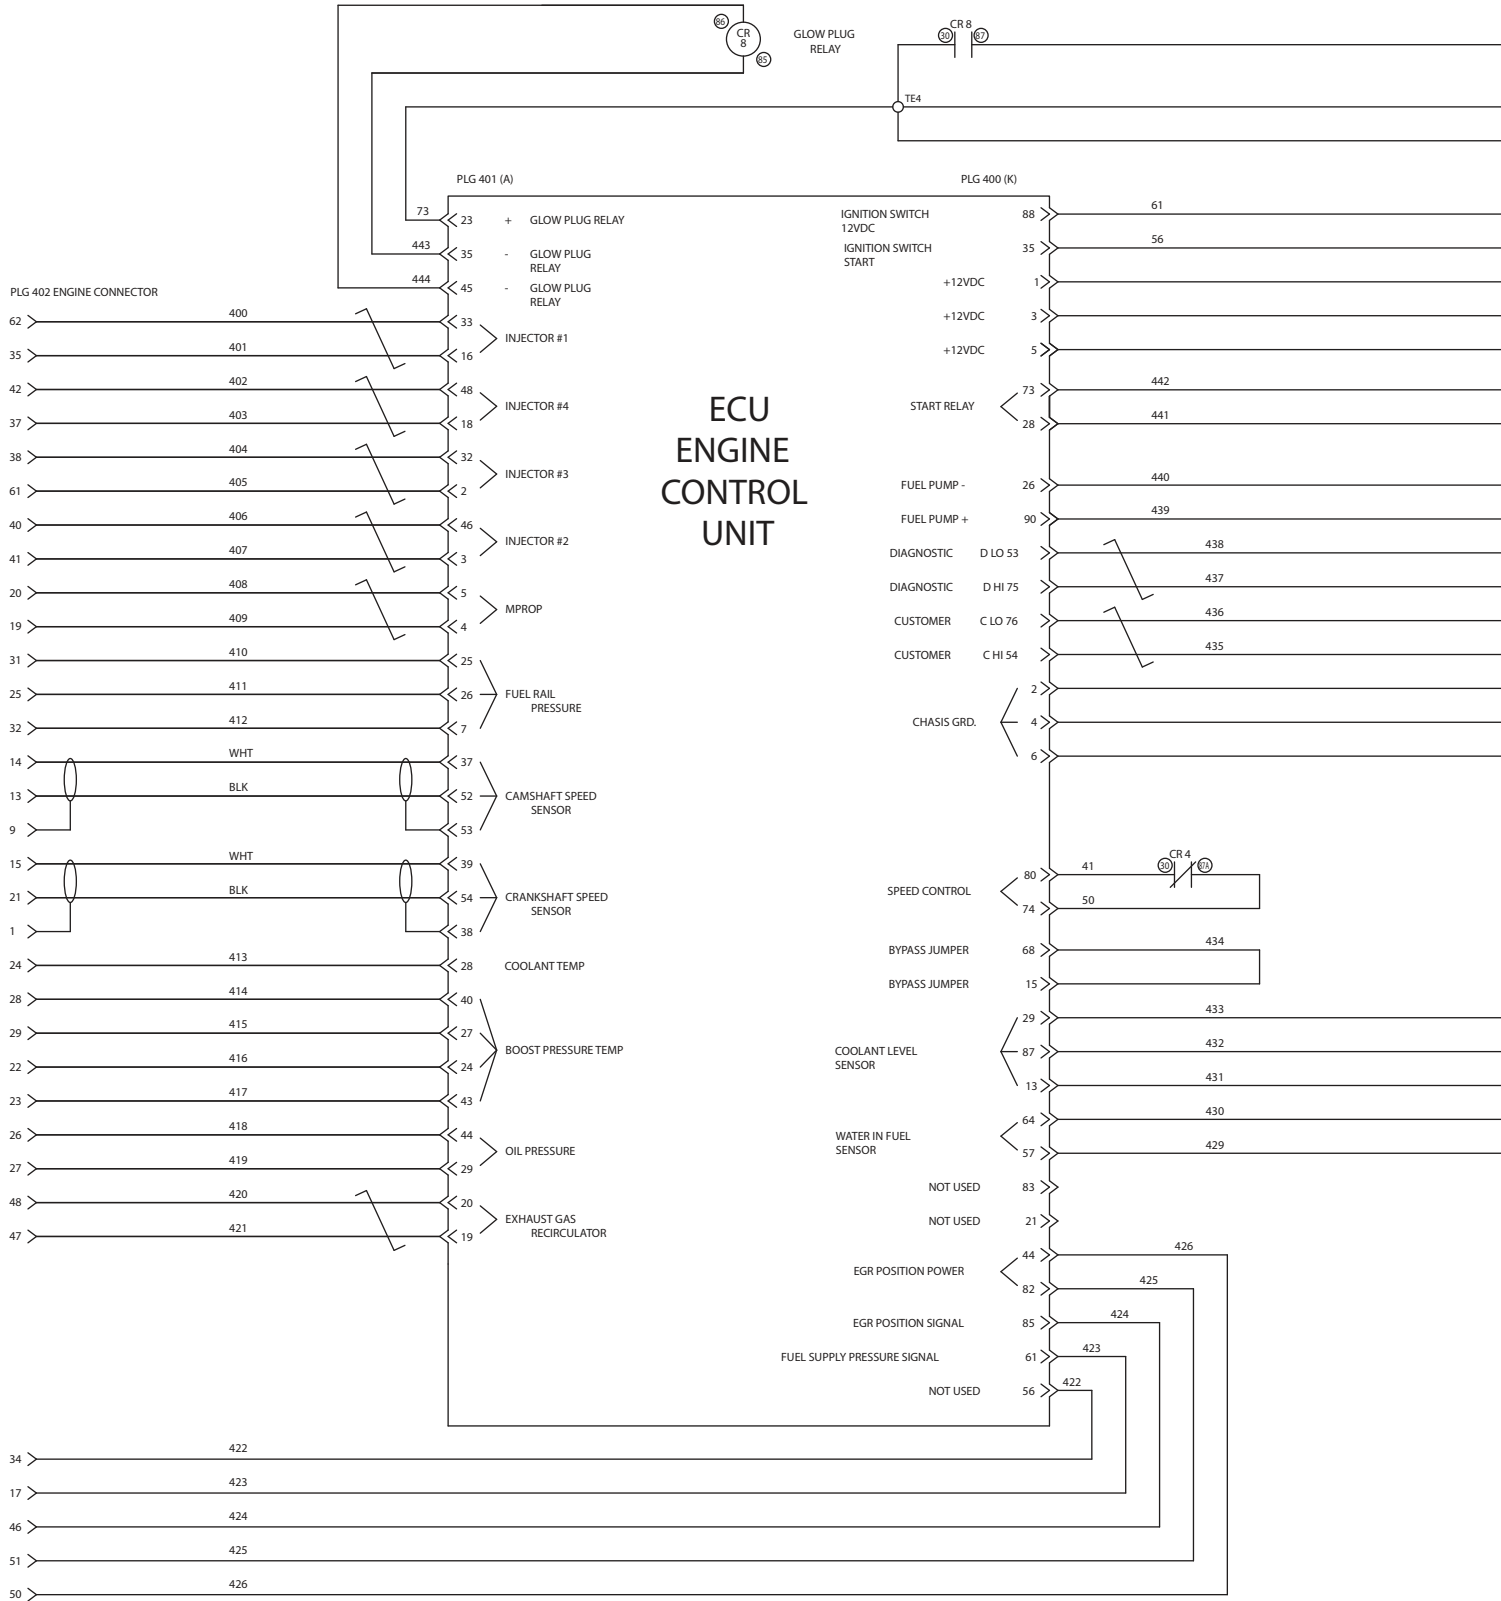 86
CR
8
85
GLOW PLUG
RELAY
CR 8
30
87
TE4
PLG 401 (A)
PLG 400 (K)
73
23
+ GLOW PLUG RELAY
443
35
- GLOW PLUG
RELAY
444
45
- GLOW PLUG
RELAY
PLG 402 ENGINE CONNECTOR
62
400
33
INJECTOR #1
35
401
16
42
402
48
INJECTOR #4
37
403
18
38
404
32
INJECTOR #3
61
405
2
40
406
46
INJECTOR #2
41
407
3
20
408
5
MPROP
19
409
4
31
410
25
25
411
26
FUEL RAIL
PRESSURE
32
412
7
14
WHT
37
13
BLK
52
CAMSHAFT SPEED
SENSOR
9
53
15
WHT
39
21
BLK
54
CRANKSHAFT SPEED
SENSOR
1
38
24
413
28
COOLANT TEMP
28
414
40
29
415
27
BOOST PRESSURE TEMP
22
416
24
23
417
43
26
418
44
OIL PRESSURE
27
419
29
48
420
20
EXHAUST GAS
RECIRCULATOR
47
421
19
ECU
ENGINE
CONTROL
UNIT
IGNITION SWITCH
12VDC
88
61
IGNITION SWITCH
START
35
56
+12VDC
1
+12VDC
3
+12VDC
5
START RELAY
73
442
28
441
FUEL PUMP -
26
440
FUEL PUMP +
90
439
DIAGNOSTIC D LO 53
438
DIAGNOSTIC D HI 75
437
CUSTOMER C LO 76
436
CUSTOMER C HI 54
435
CHASIS GRD.
2
4
6
SPEED CONTROL
80
41
CR 4
30
87A
74
50
BYPASS JUMPER
68
434
BYPASS JUMPER
15
COOLANT LEVEL
SENSOR
29
433
87
432
13
431
WATER IN FUEL
SENSOR
64
430
57
429
NOT USED
83
NOT USED
21
EGR POSITION POWER
44
426
82
425
EGR POSITION SIGNAL
85
424
FUEL SUPPLY PRESSURE SIGNAL
61
423
NOT USED
56
422
34
422
17
423
46
424
51
425
50
426